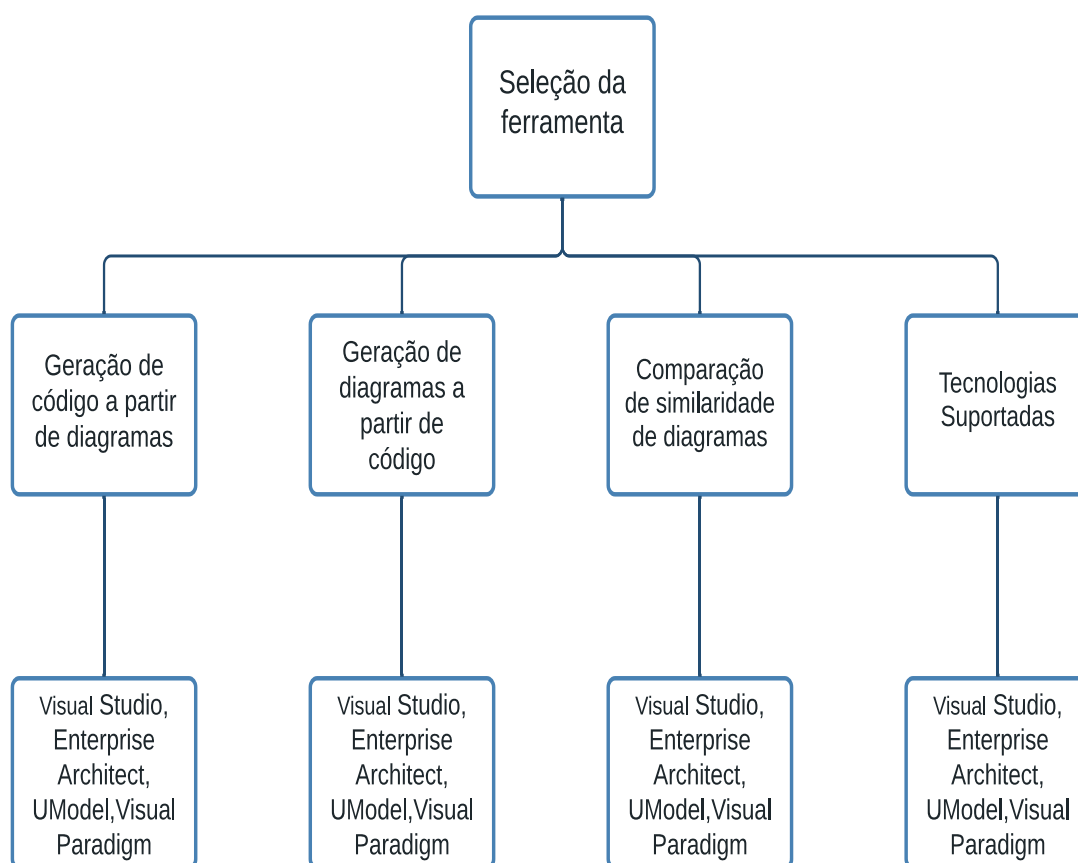 Seleção da
ferramenta
Geração de
código a partir
de diagramas
Geração de
diagramas a
partir de
código
Comparação
de similaridade
de diagramas
Tecnologias
Suportadas
Visual Studio,
Enterprise
Architect,
UModel,Visual
Paradigm
Visual Studio,
Enterprise
Architect,
UModel,Visual
Paradigm
Visual Studio,
Enterprise
Architect,
UModel,Visual
Paradigm
Visual Studio,
Enterprise
Architect,
UModel,Visual
Paradigm